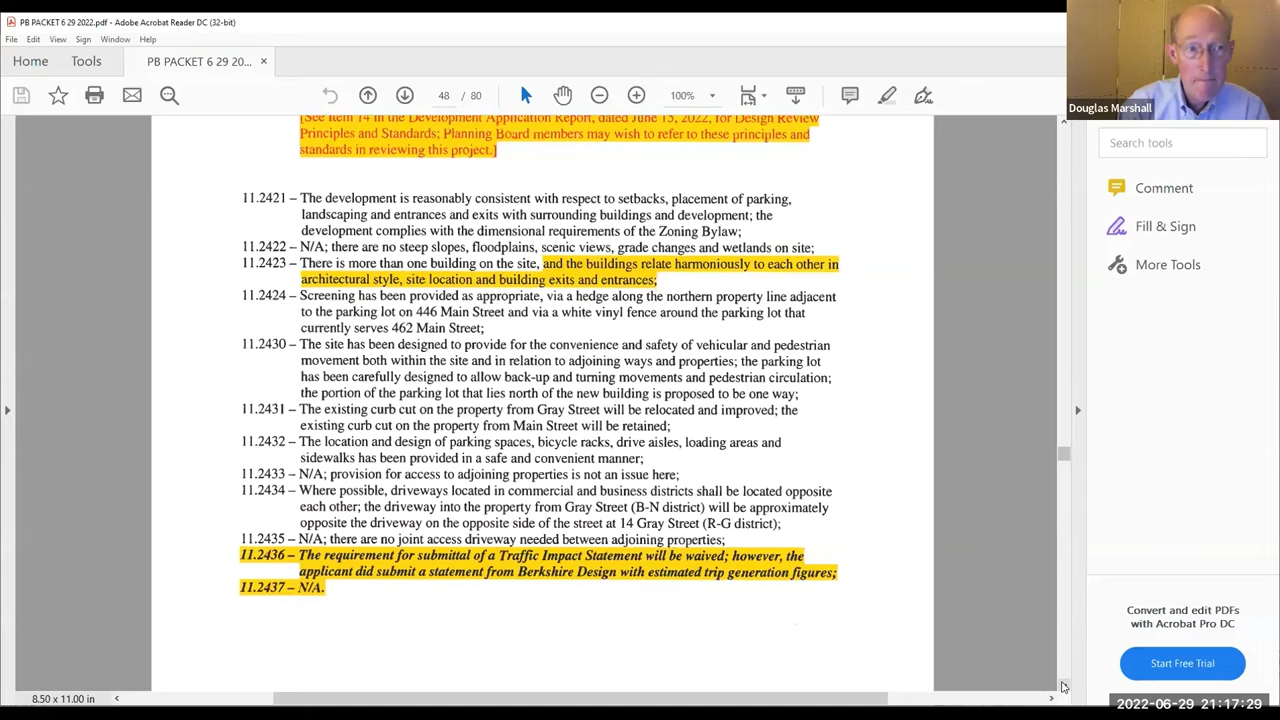 PB PACKET 6 29 2022.pdf - Adobe Acrobat Reader DC (32-bit)
File Edit View Sign Window Help
Home Tools PB PACKET 6 29 20... ×
48 / 80 100%
Douglas Marshall
[See Item 14 in the Development Application Report, dated June 15, 2022, for Design Review
Principles and Standards; Planning Board members may wish to refer to these principles and
standards in reviewing this project.]
11.2421 – The development is reasonably consistent with respect to setbacks, placement of parking,
landscaping and entrances and exits with surrounding buildings and development; the
development complies with the dimensional requirements of the Zoning Bylaw;
11.2422 – N/A; there are no steep slopes, floodplains, scenic views, grade changes and wetlands on site;
11.2423 – There is more than one building on the site, and the buildings relate harmoniously to each other in
architectural style, site location and building exits and entrances;
11.2424 – Screening has been provided as appropriate, via a hedge along the northern property line adjacent
to the parking lot on 446 Main Street and via a white vinyl fence around the parking lot that
currently serves 462 Main Street;
11.2430 – The site has been designed to provide for the convenience and safety of vehicular and pedestrian
movement both within the site and in relation to adjoining ways and properties; the parking lot
has been carefully designed to allow back-up and turning movements and pedestrian circulation;
the portion of the parking lot that lies north of the new building is proposed to be one way;
11.2431 – The existing curb cut on the property from Gray Street will be relocated and improved; the
existing curb cut on the property from Main Street will be retained;
11.2432 – The location and design of parking spaces, bicycle racks, drive aisles, loading areas and
sidewalks has been provided in a safe and convenient manner;
11.2433 – N/A; provision for access to adjoining properties is not an issue here;
11.2434 – Where possible, driveways located in commercial and business districts shall be located opposite
each other; the driveway into the property from Gray Street (B-N district) will be approximately
opposite the driveway on the opposite side of the street at 14 Gray Street (R-G district);
11.2435 – N/A; there are no joint access driveway needed between adjoining properties;
11.2436 – The requirement for submittal of a Traffic Impact Statement will be waived; however, the
applicant did submit a statement from Berkshire Design with estimated trip generation figures;
11.2437 – N/A.
Search tools
Comment
Fill & Sign
More Tools
Convert and edit PDFs
with Acrobat Pro DC
Start Free Trial
8.50 x 11.00 in
2022-06-29 21:17:29